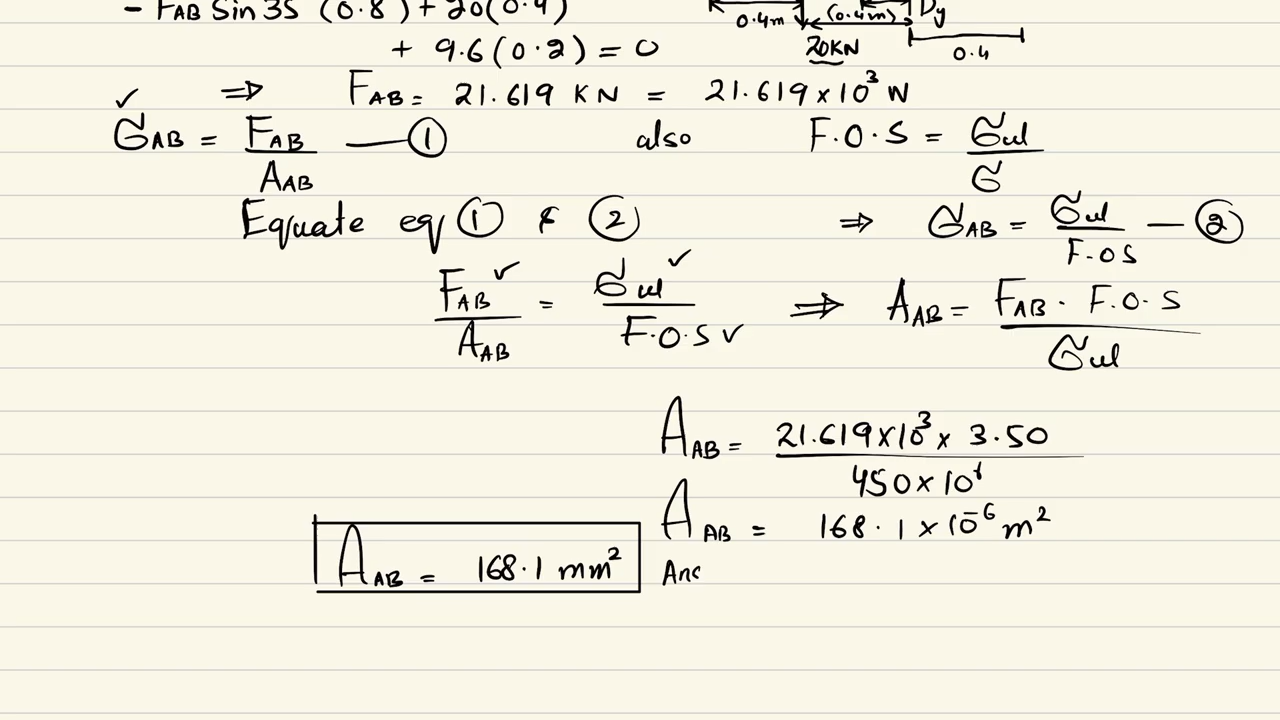 - FAB Sin 35 (0.8) + 20(0.4)
0.4m (0.4m) Dy
+ 9.6(0.2) = 0 20KN 0.4
✓ ⇒ FAB = 21.619 KN = 21.619×10³ N
σAB = FAB / AAB —— ① also F.O.S = σul / σ
Equate eq ① & ② ⇒ σAB = σul / F.OS — ②
FAB ✓ / AAB = σul ✓ / F.O.S ✓ ⇒ AAB = FAB . F.O.S / σul
AAB = 21.619×10³ × 3.50 / 450×10⁶
AAB = 168.1 ×10⁻⁶ m²
AAB = 168.1 mm² Ans